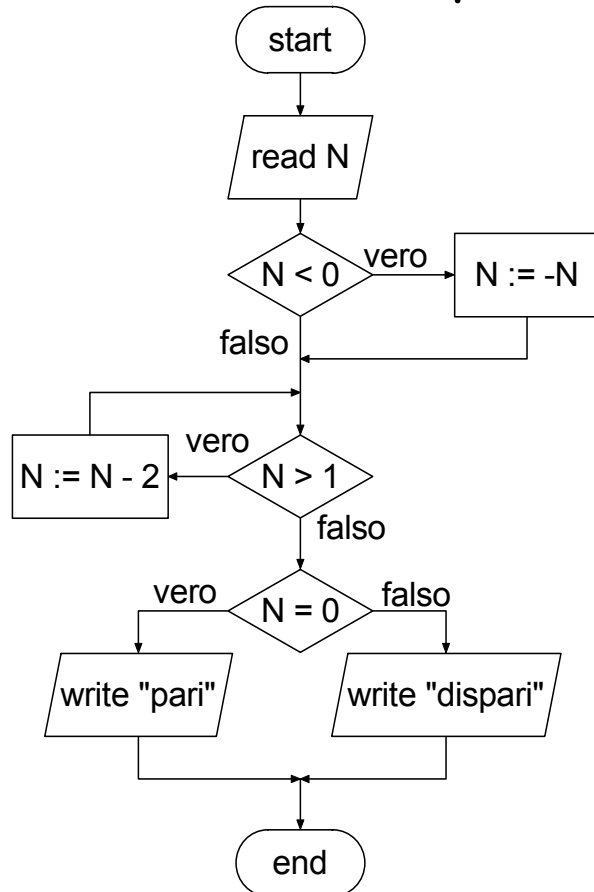 start
read N
N < 0
vero
N := -N
falso
vero
N := N - 2
N > 1
falso
vero
N = 0
falso
write "pari"
write "dispari"
end